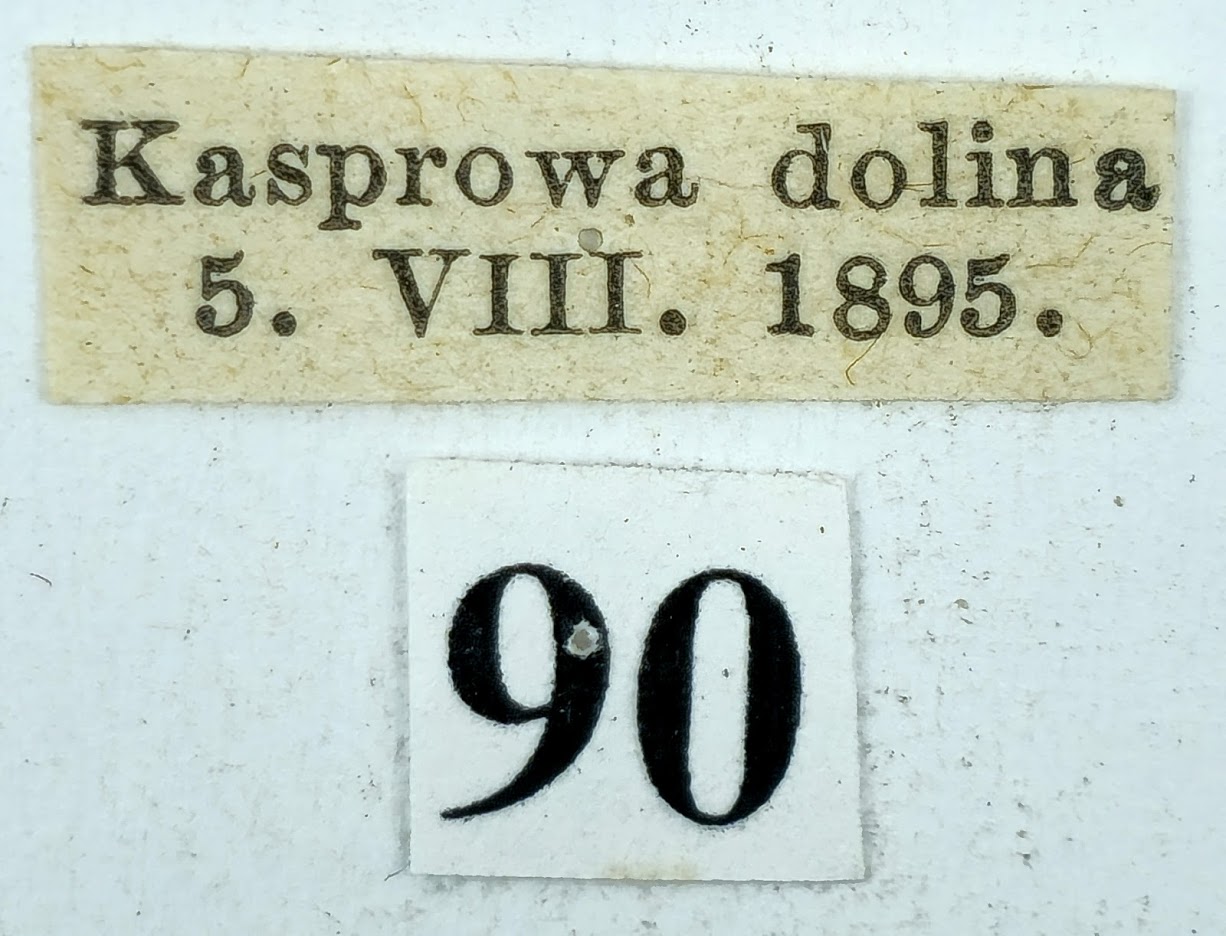 Kasprowa dolina
5. VIII. 1895.
90